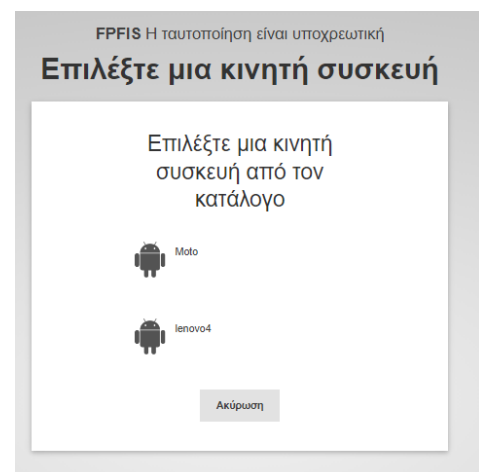 FPFIS Η ταυτοποίηση είναι υποχρεωτική
Επιλέξτε μια κινητή συσκευή
Επιλέξτε μια κινητή
συσκευή από τον
κατάλογο
Moto
lenovo4
Ακύρωση